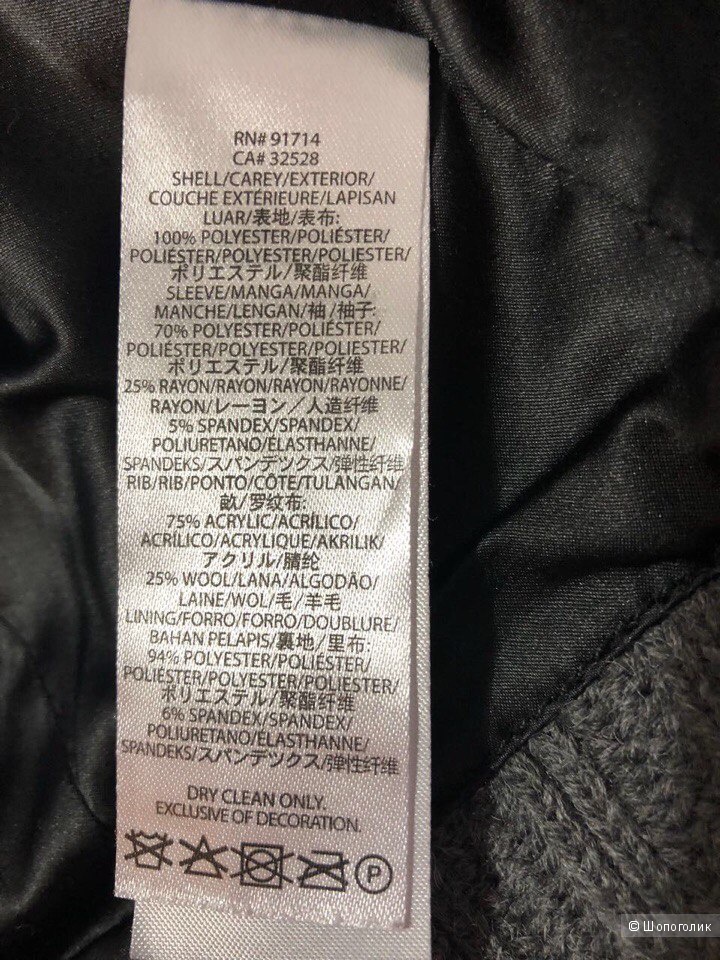 RN# 91714
CA# 32528
SHELL/CAREY/EXTERIOR/
COUCHE EXTÉRIEURE/LAPISAN
LUAR/表地/表布:
100% POLYESTER/POLIÉSTER/
POLIÉSTER/POLYESTER/POLIESTER/
ポリエステル/聚酯纤维
SLEEVE/MANGA/MANGA/
MANCHE/LENGAN/袖/袖子:
70% POLYESTER/POLIÉSTER/
POLIÉSTER/POLYESTER/POLIESTER/
ポリエステル/聚酯纤维
25% RAYON/RAYON/RAYON/RAYONNE/
RAYON/レーヨン/人造纤维
5% SPANDEX/SPANDEX/
POLIURETANO/ELASTHANNE/
SPANDEKS/スパンデックス/弹性纤维
RIB/RIB/PONTO/CÔTE/TULANGAN/
畝/罗纹布:
75% ACRYLIC/ACRÍLICO/
ACRÍLICO/ACRYLIQUE/AKRILIK/
アクリル/腈纶
25% WOOL/LANA/ALGODÃO/
LAINE/WOL/毛/羊毛
LINING/FORRO/FORRO/DOUBLURE/
BAHAN PELAPIS/裏地/里布:
94% POLYESTER/POLIÉSTER/
POLIÉSTER/POLYESTER/POLIESTER/
ポリエステル/聚酯纤维
6% SPANDEX/SPANDEX/
POLIURETANO/ELASTHANNE/
SPANDEKS/スパンデックス/弹性纤维
DRY CLEAN ONLY.
EXCLUSIVE OF DECORATION.
P
© Шопоголик